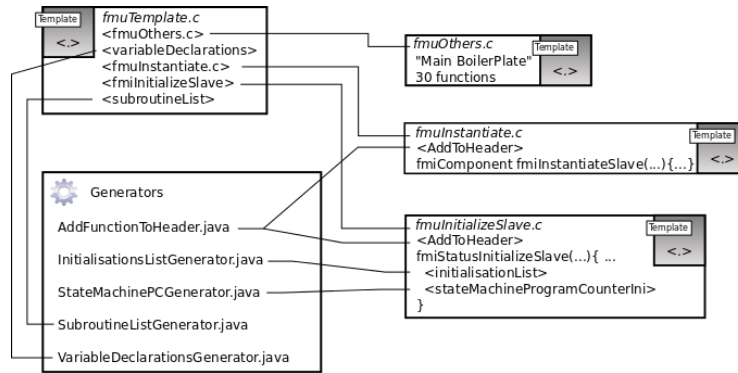 Template
<.>
fmuTemplate.c
<fmuOthers.c>
<variableDeclarations>
<fmuInstantiate.c>
<fmiInitializeSlave>
<subroutineList>
fmuOthers.c
"Main BoilerPlate"
30 functions
Template
<.>
fmuInstantiate.c
<AddToHeader>
fmiComponent fmiInstantiateSlave(...){...}
Template
<.>
Generators
AddFunctionToHeader.java
InitialisationsListGenerator.java
StateMachinePCGenerator.java
SubroutineListGenerator.java
VariableDeclarationsGenerator.java
fmuInitializeSlave.c
<AddToHeader>
fmiStatusInitializeSlave(...){ ...
<initialisationList>
<stateMachineProgramCounterIni>
}
Template
<.>